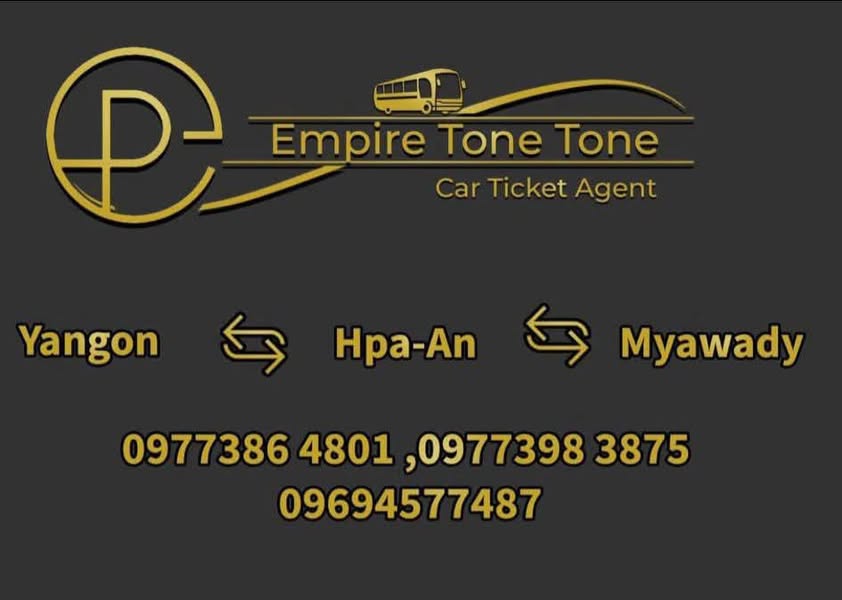 Empire Tone Tone
Car Ticket Agent
Yangon Hpa-An Myawady
0977386 4801 ,0977398 3875
09694577487